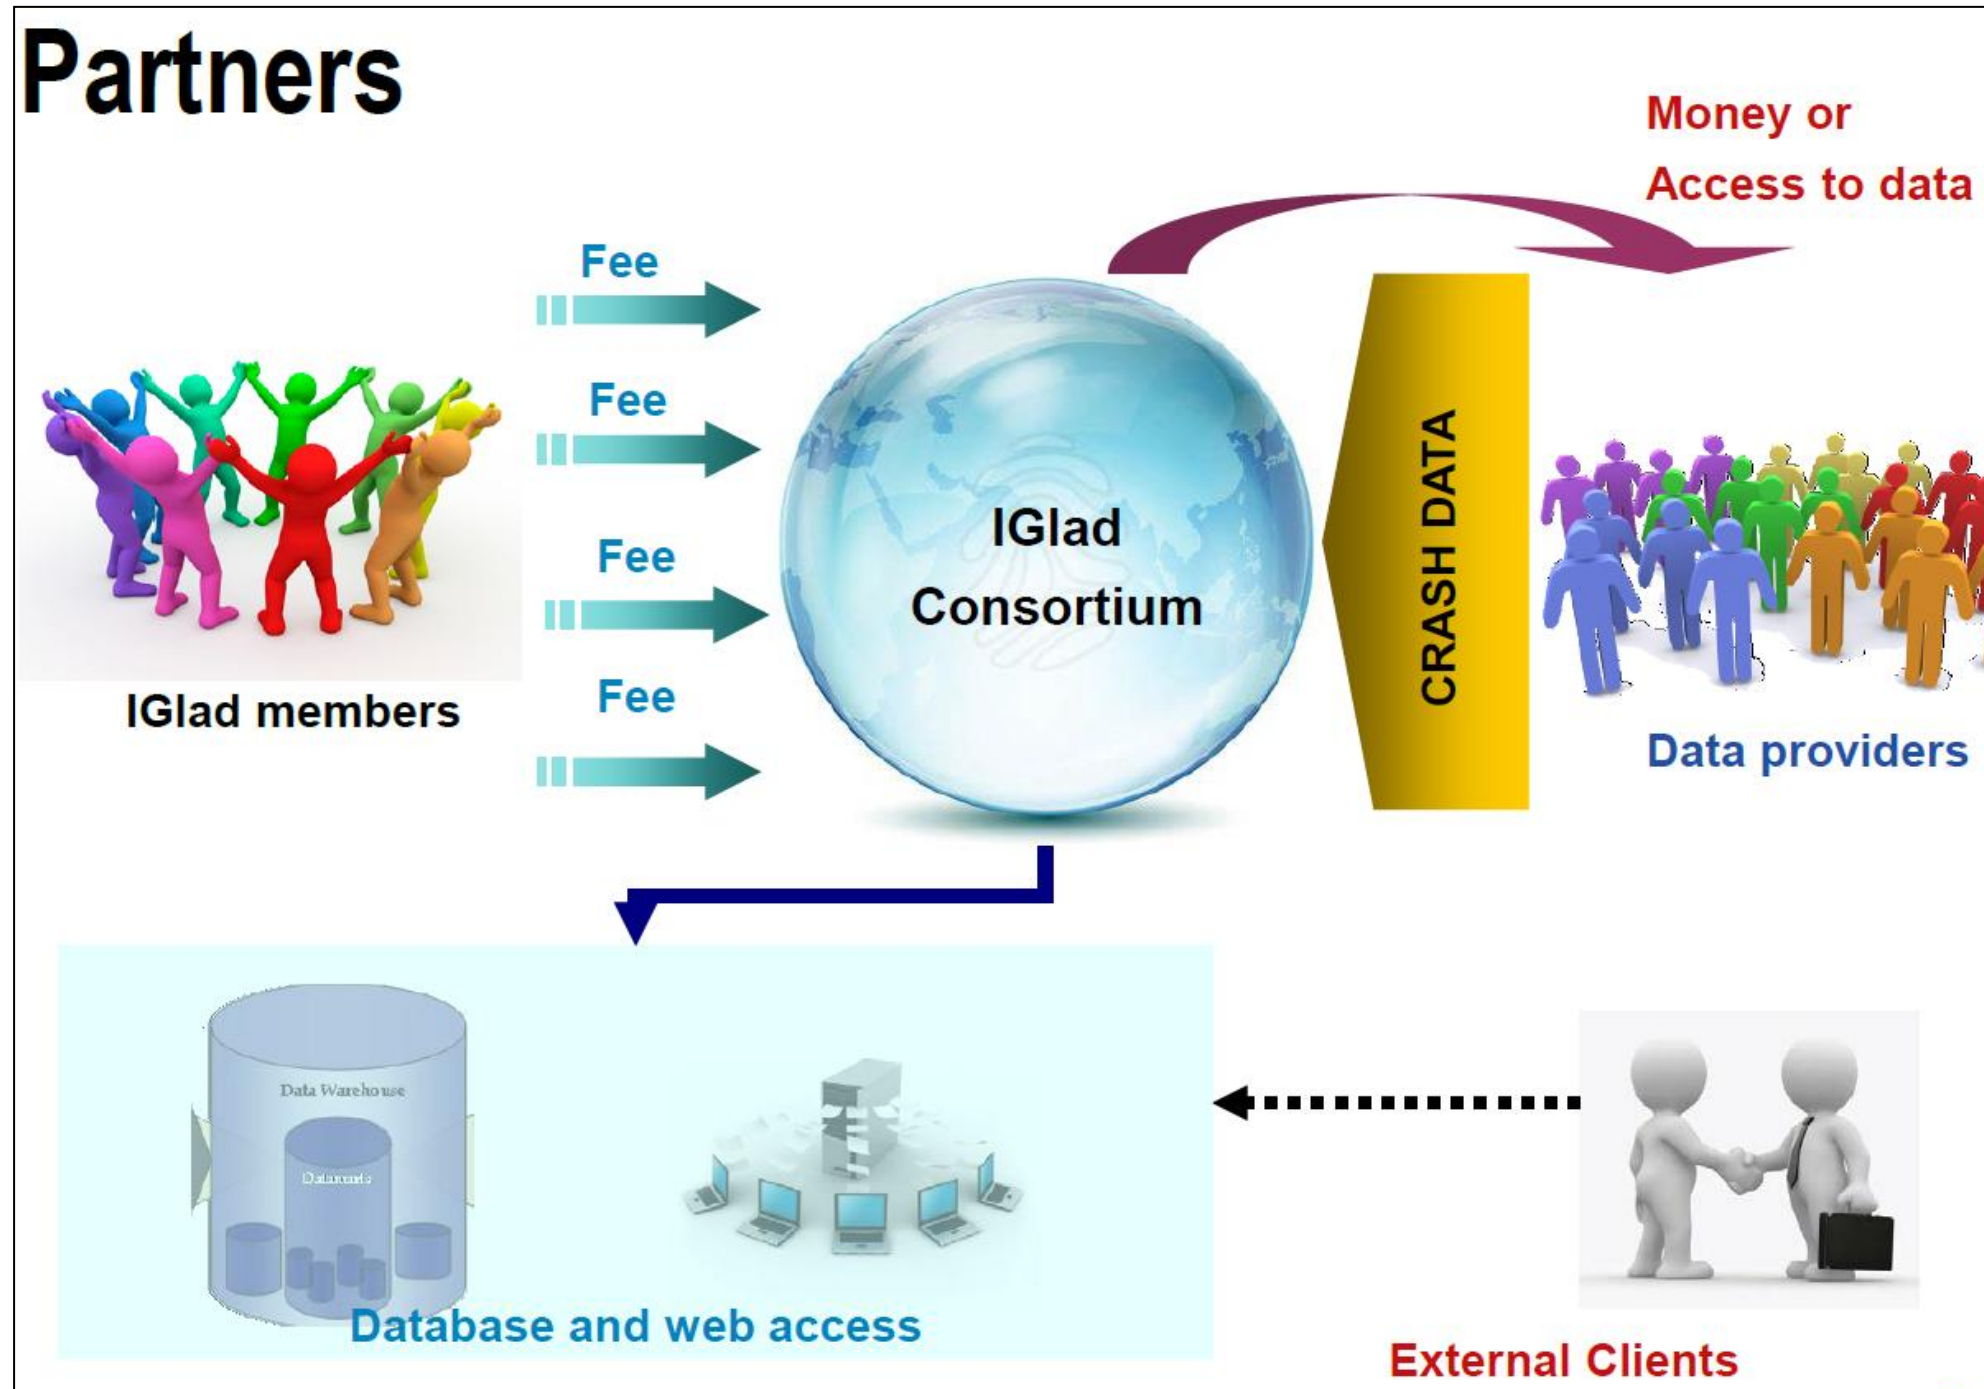 Partners
Money or
Access to data
Fee
Fee
Fee
Fee
IGlad
Consortium
CRASH DATA
IGlad members
Data providers
Data Warehouse
Datamarts
Database and web access
External Clients